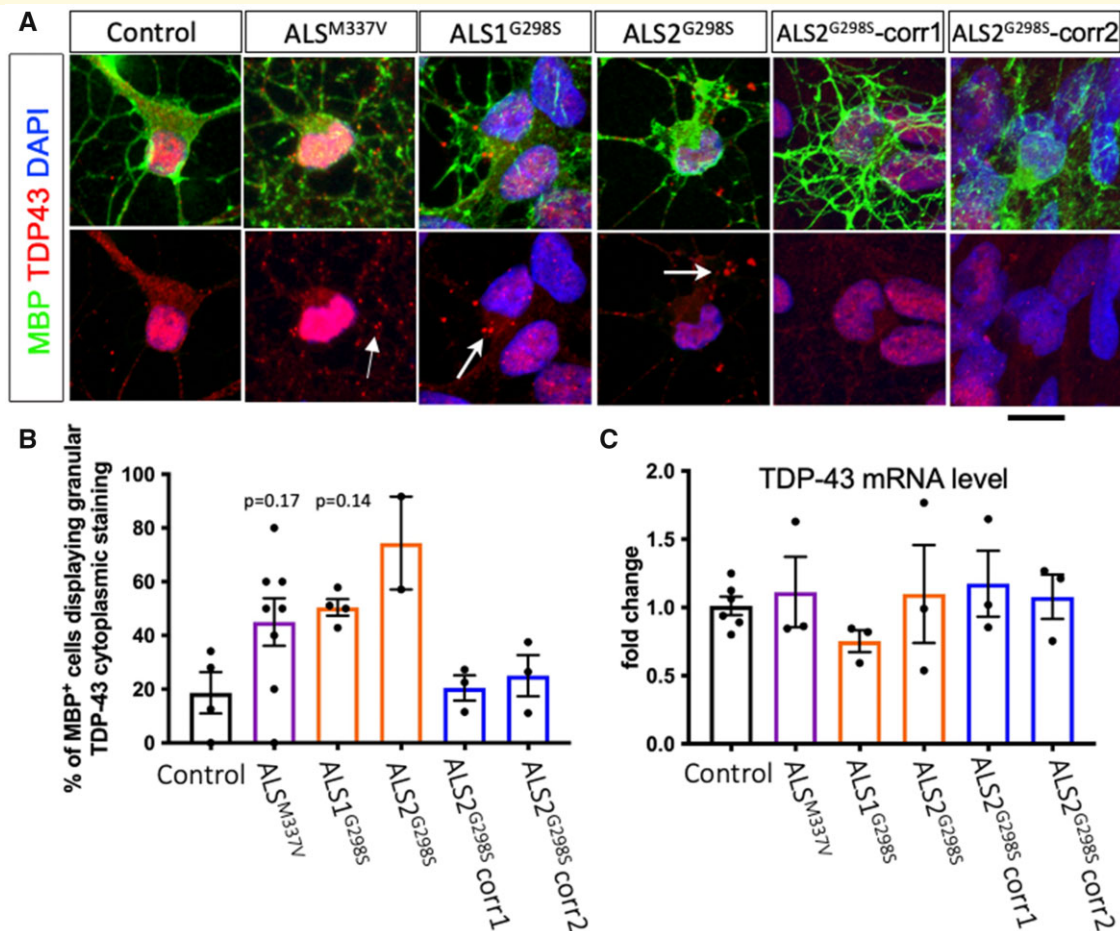 A
Control
ALSM337V
ALS1G298S
ALS2G298S
ALS2G298S-corr1
ALS2G298S-corr2
MBP TDP43 DAPI
B
% of MBP+ cells displaying granular
TDP-43 cytoplasmic staining
100
80
60
40
20
0
p=0.17
p=0.14
Control
ALSM337V
ALS1G298S
ALS2G298S
ALS2G298S corr1
ALS2G298S corr2
C
TDP-43 mRNA level
fold change
2.0
1.5
1.0
0.5
0.0
Control
ALSM337V
ALS1G298S
ALS2G298S
ALS2G298S corr1
ALS2G298S corr2